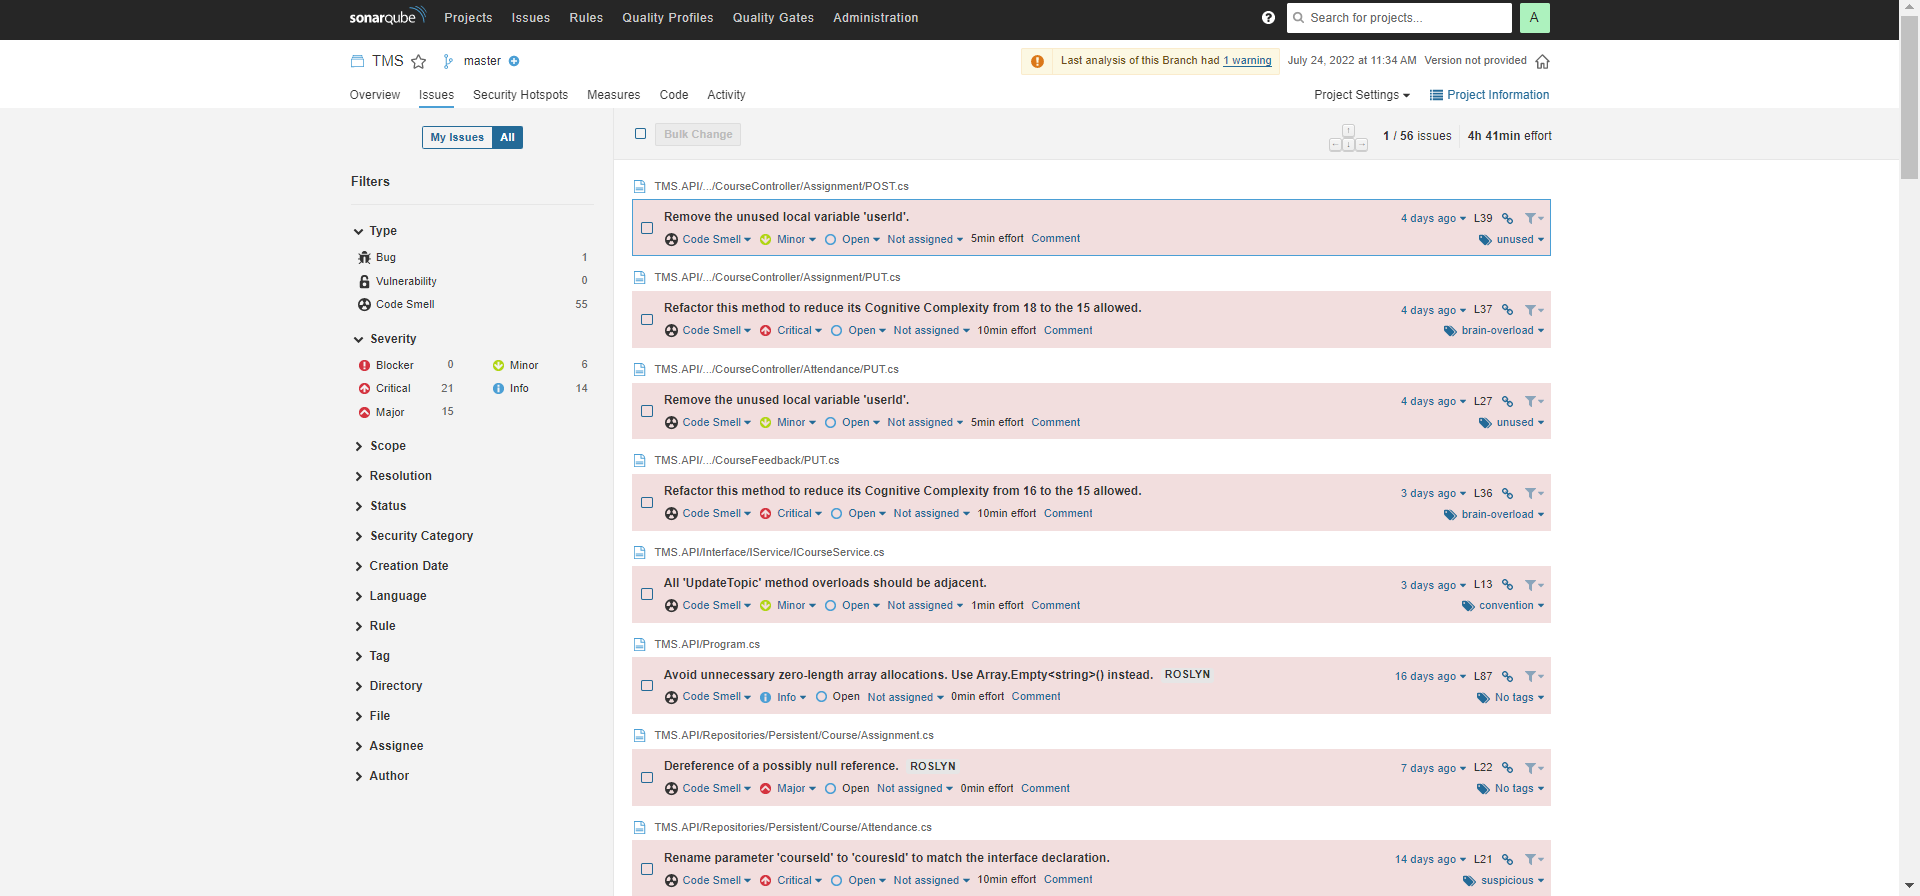 sonarqube Projects Issues Rules Quality Profiles Quality Gates Administration ? Search for projects... A
TMS master Last analysis of this Branch had 1 warning July 24, 2022 at 11:34 AM Version not provided
Overview Issues Security Hotspots Measures Code Activity Project Settings Project Information
My Issues All
Bulk Change 1 / 56 issues 4h 41min effort
Filters
Type
Bug 1
Vulnerability 0
Code Smell 55
Severity
Blocker 0 Minor 6
Critical 21 Info 14
Major 15
Scope
Resolution
Status
Security Category
Creation Date
Language
Rule
Tag
Directory
File
Assignee
Author
TMS.API/.../CourseController/Assignment/POST.cs
Remove the unused local variable 'userId'. 4 days ago L39
Code Smell Minor Open Not assigned 5min effort Comment unused
TMS.API/.../CourseController/Assignment/PUT.cs
Refactor this method to reduce its Cognitive Complexity from 18 to the 15 allowed. 4 days ago L37
Code Smell Critical Open Not assigned 10min effort Comment brain-overload
TMS.API/.../CourseController/Attendance/PUT.cs
Remove the unused local variable 'userId'. 4 days ago L27
Code Smell Minor Open Not assigned 5min effort Comment unused
TMS.API/.../CourseFeedback/PUT.cs
Refactor this method to reduce its Cognitive Complexity from 16 to the 15 allowed. 3 days ago L36
Code Smell Critical Open Not assigned 10min effort Comment brain-overload
TMS.API/Interface/IService/ICourseService.cs
All 'UpdateTopic' method overloads should be adjacent. 3 days ago L13
Code Smell Minor Open Not assigned 1min effort Comment convention
TMS.API/Program.cs
Avoid unnecessary zero-length array allocations. Use Array.Empty<string>() instead. ROSLYN 16 days ago L87
Code Smell Info Open Not assigned 0min effort Comment No tags
TMS.API/Repositories/Persistent/Course/Assignment.cs
Dereference of a possibly null reference. ROSLYN 7 days ago L22
Code Smell Major Open Not assigned 0min effort Comment No tags
TMS.API/Repositories/Persistent/Course/Attendance.cs
Rename parameter 'courseId' to 'couresId' to match the interface declaration. 14 days ago L21
Code Smell Critical Open Not assigned 10min effort Comment suspicious